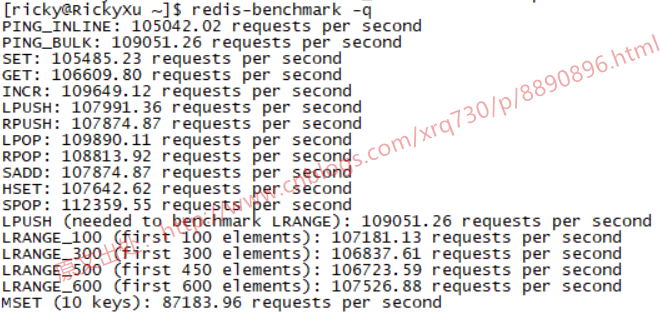 [ricky@RickyXu ~]$ redis-benchmark -q
PING_INLINE: 105042.02 requests per second
PING_BULK: 109051.26 requests per second
SET: 105485.23 requests per second
GET: 106609.80 requests per second
INCR: 109649.12 requests per second
LPUSH: 107991.36 requests per second
RPUSH: 107874.87 requests per second
LPOP: 109890.11 requests per second
RPOP: 108813.92 requests per second
SADD: 107874.87 requests per second
HSET: 107642.62 requests per second
SPOP: 112359.55 requests per second
LPUSH (needed to benchmark LRANGE): 109051.26 requests per second
LRANGE_100 (first 100 elements): 107181.13 requests per second
LRANGE_300 (first 300 elements): 106837.61 requests per second
LRANGE_500 (first 450 elements): 106723.59 requests per second
LRANGE_600 (first 600 elements): 107526.88 requests per second
MSET (10 keys): 87183.96 requests per second
原文出处：http://www.cnblogs.com/xrq730/p/8890896.html